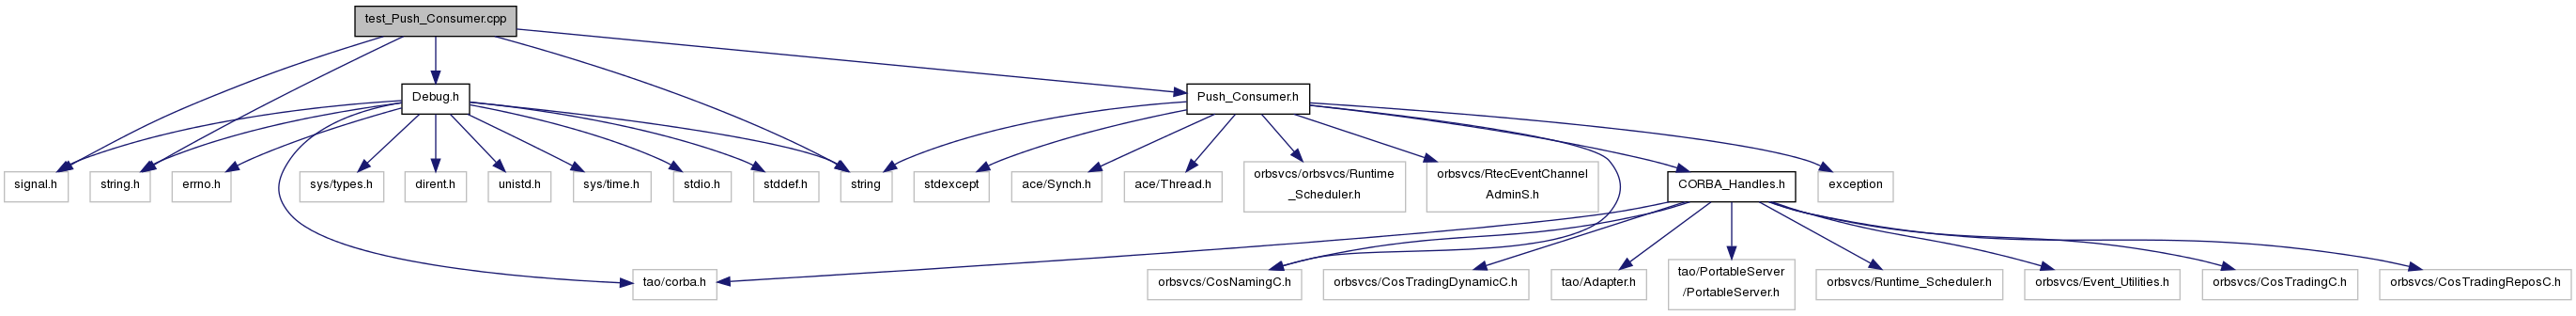 test_Push_Consumer.cpp
Debug.h
Push_Consumer.h
signal.h
string.h
errno.h
sys/types.h
dirent.h
unistd.h
sys/time.h
stdio.h
stddef.h
string
stdexcept
ace/Synch.h
ace/Thread.h
orbsvcs/orbsvcs/Runtime
_Scheduler.h
orbsvcs/RtecEventChannel
AdminS.h
CORBA_Handles.h
exception
tao/corba.h
orbsvcs/CosNamingC.h
orbsvcs/CosTradingDynamicC.h
tao/Adapter.h
tao/PortableServer
/PortableServer.h
orbsvcs/Runtime_Scheduler.h
orbsvcs/Event_Utilities.h
orbsvcs/CosTradingC.h
orbsvcs/CosTradingReposC.h